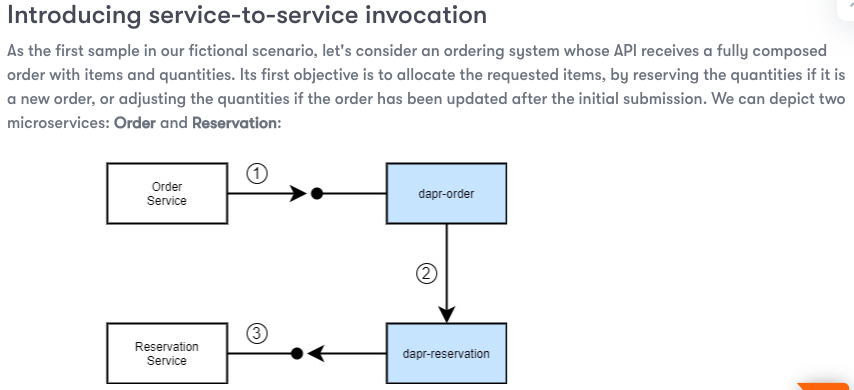 Introducing service-to-service invocation
As the first sample in our fictional scenario, let's consider an ordering system whose API receives a fully composed
order with items and quantities. Its first objective is to allocate the requested items, by reserving the quantities if it is
a new order, or adjusting the quantities if the order has been updated after the initial submission. We can depict two
microservices: Order and Reservation:
Order
Service
1
dapr-order
2
Reservation
Service
3
dapr-reservation